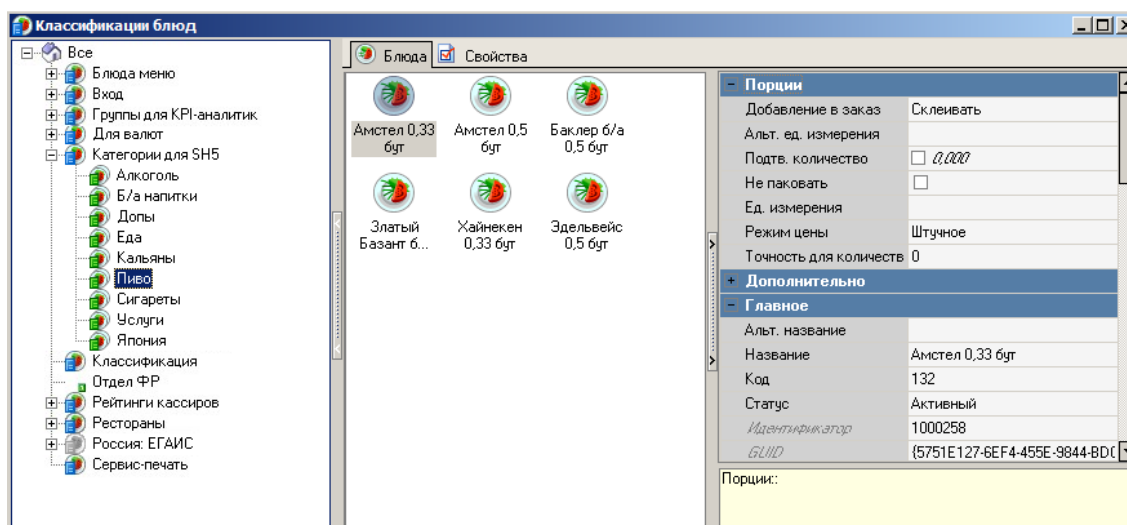 Классификации блюд
Все
Блюда меню
Вход
Группы для KPI-аналитик
Для валют
Категории для SH5
Алкоголь
Б/а напитки
Допы
Еда
Кальяны
Пиво
Сигареты
Услуги
Япония
Классификация
Отдел ФР
Рейтинги кассиров
Рестораны
Россия: ЕГАИС
Сервис-печать
Блюда Свойства
Амстел 0,33 бут
Амстел 0,5 бут
Баклер б/а 0,5 бут
Златый Базант б...
Хайнекен 0,33 бут
Эдельвейс 0,5 бут
Порции
Добавление в заказ Склеивать
Альт. ед. измерения
Подтв. количество 0,000
Не паковать
Ед. измерения
Режим цены Штучное
Точность для количеств 0
Дополнительно
Главное
Альт. название
Название Амстел 0,33 бут
Код 132
Статус Активный
Идентификатор 1000258
GUID {5751E127-6EF4-455E-9844-BD(
Порции::